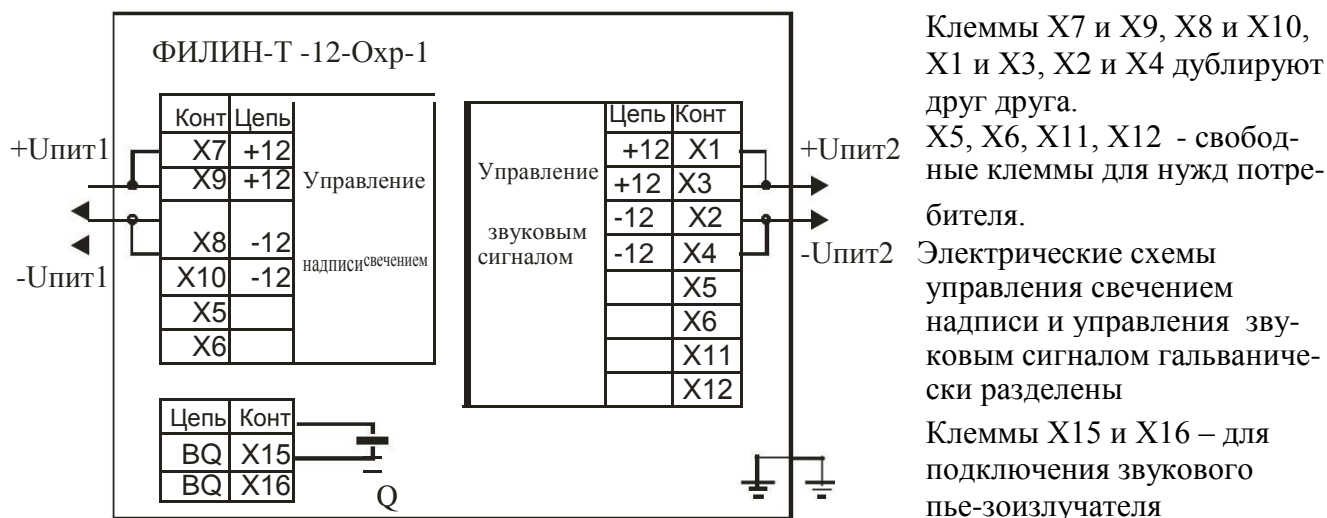 ФИЛИН-Т -12-Охр-1
Конт Цепь
+Uпит1 X7 +12
X9 +12 Управление
X8 -12
надписи свечением
-Uпит1 X10 -12
X5
X6
Цепь Конт
Управление +12 X1 +Uпит2
+12 X3
звуковым -12 X2
сигналом -12 X4 -Uпит2
X5
X6
X11
X12
Цепь Конт
BQ X15
BQ X16
Q
Клеммы X7 и X9, X8 и X10,
X1 и X3, X2 и X4 дублируют
друг друга.
X5, X6, X11, X12 - свобод-
ные клеммы для нужд потре-
бителя.
Электрические схемы
управления свечением
надписи и управления зву-
ковым сигналом гальваниче-
ски разделены
Клеммы X15 и X16 – для
подключения звукового
пье-зоизлучателя